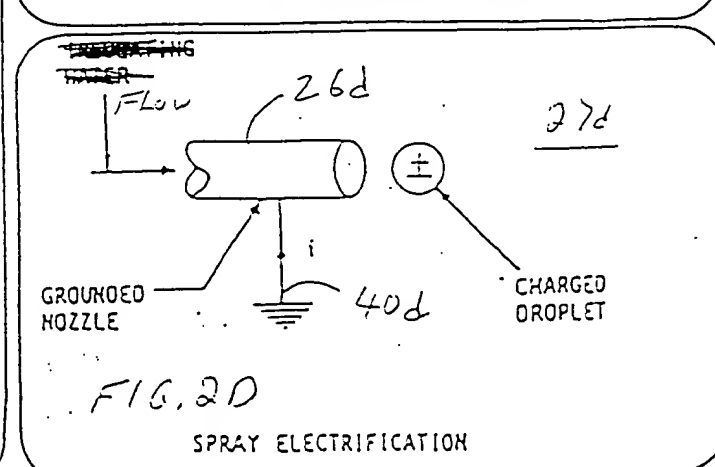 Flow
26d
27d
±
i
GROUNDED
NOZZLE
40d
CHARGED
DROPLET
FIG. 2D
SPRAY ELECTRIFICATION